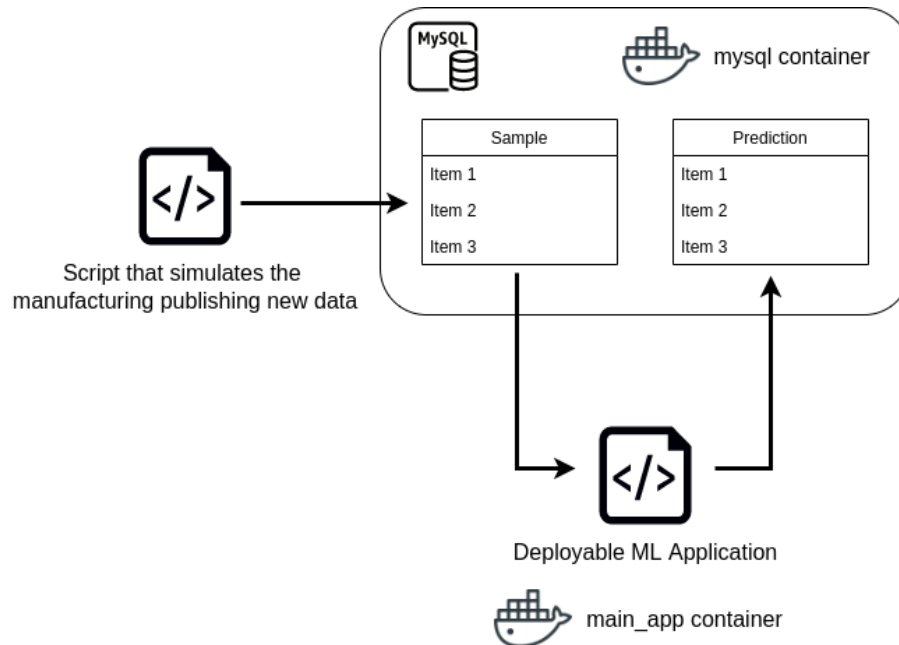 MySQL
mysql container
Sample
Item 1
Item 2
Item 3
Prediction
Item 1
Item 2
Item 3
</>
Script that simulates the
manufacturing publishing new data
</>
Deployable ML Application
main_app container